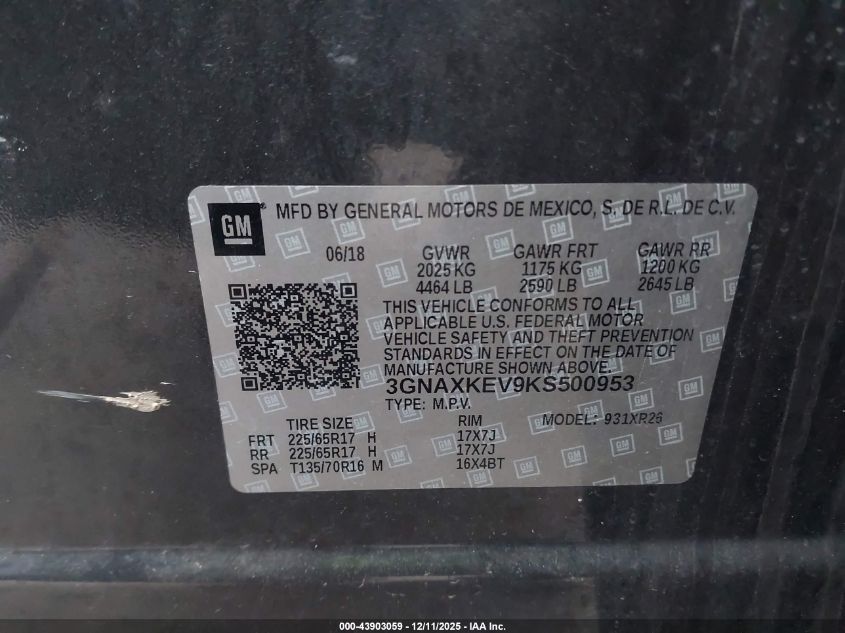 GM ® MFD BY GENERAL MOTORS DE MEXICO, S. DE R.L. DE C.V.
06/18 GVWR GAWR FRT GAWR RR
2025 KG 1175 KG 1200 KG
4464 LB 2590 LB 2645 LB
THIS VEHICLE CONFORMS TO ALL
APPLICABLE U.S. FEDERAL MOTOR
VEHICLE SAFETY AND THEFT PREVENTION
STANDARDS IN EFFECT ON THE DATE OF
MANUFACTURE SHOWN ABOVE.
3GNAXKEV9KS500953
TYPE: M.P.V.
TIRE SIZE RIM MODEL: 931XR26
FRT 225/65R17 H 17X7J
RR 225/65R17 H 17X7J
SPA T135/70R16 M 16X4BT
000-43903059 - 12/11/2025 - IAA Inc.